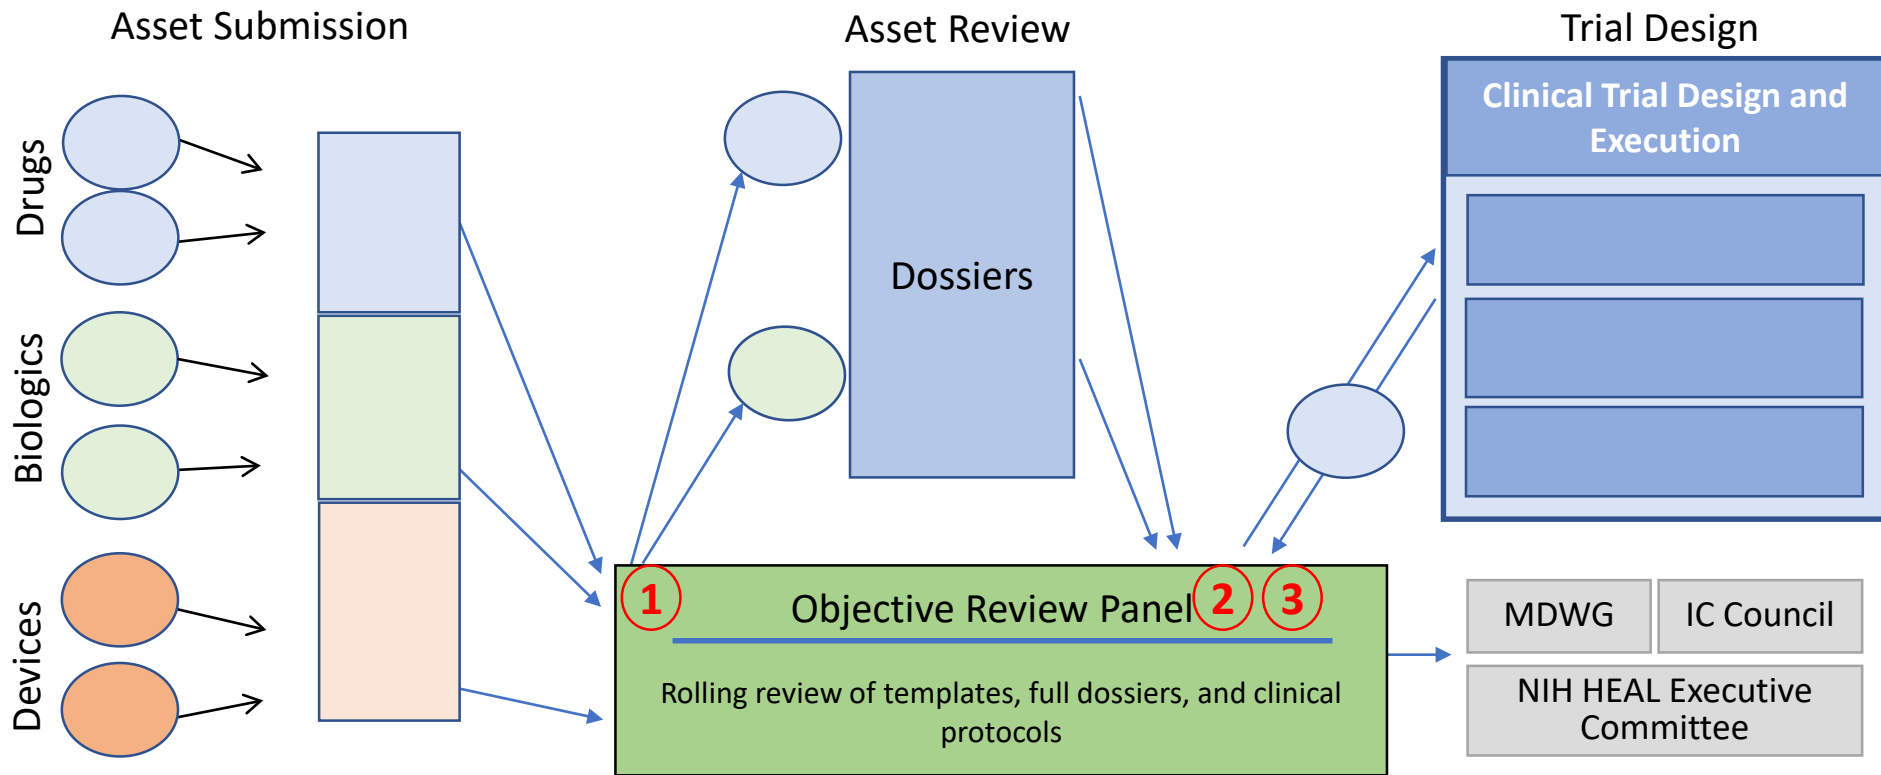 Asset Submission
Asset Review
Trial Design
Drugs
Biologics
Devices
Dossiers
Clinical Trial Design and
Execution
1
Objective Review Panel
2
3
Rolling review of templates, full dossiers, and clinical
protocols
MDWG
IC Council
NIH HEAL Executive
Committee